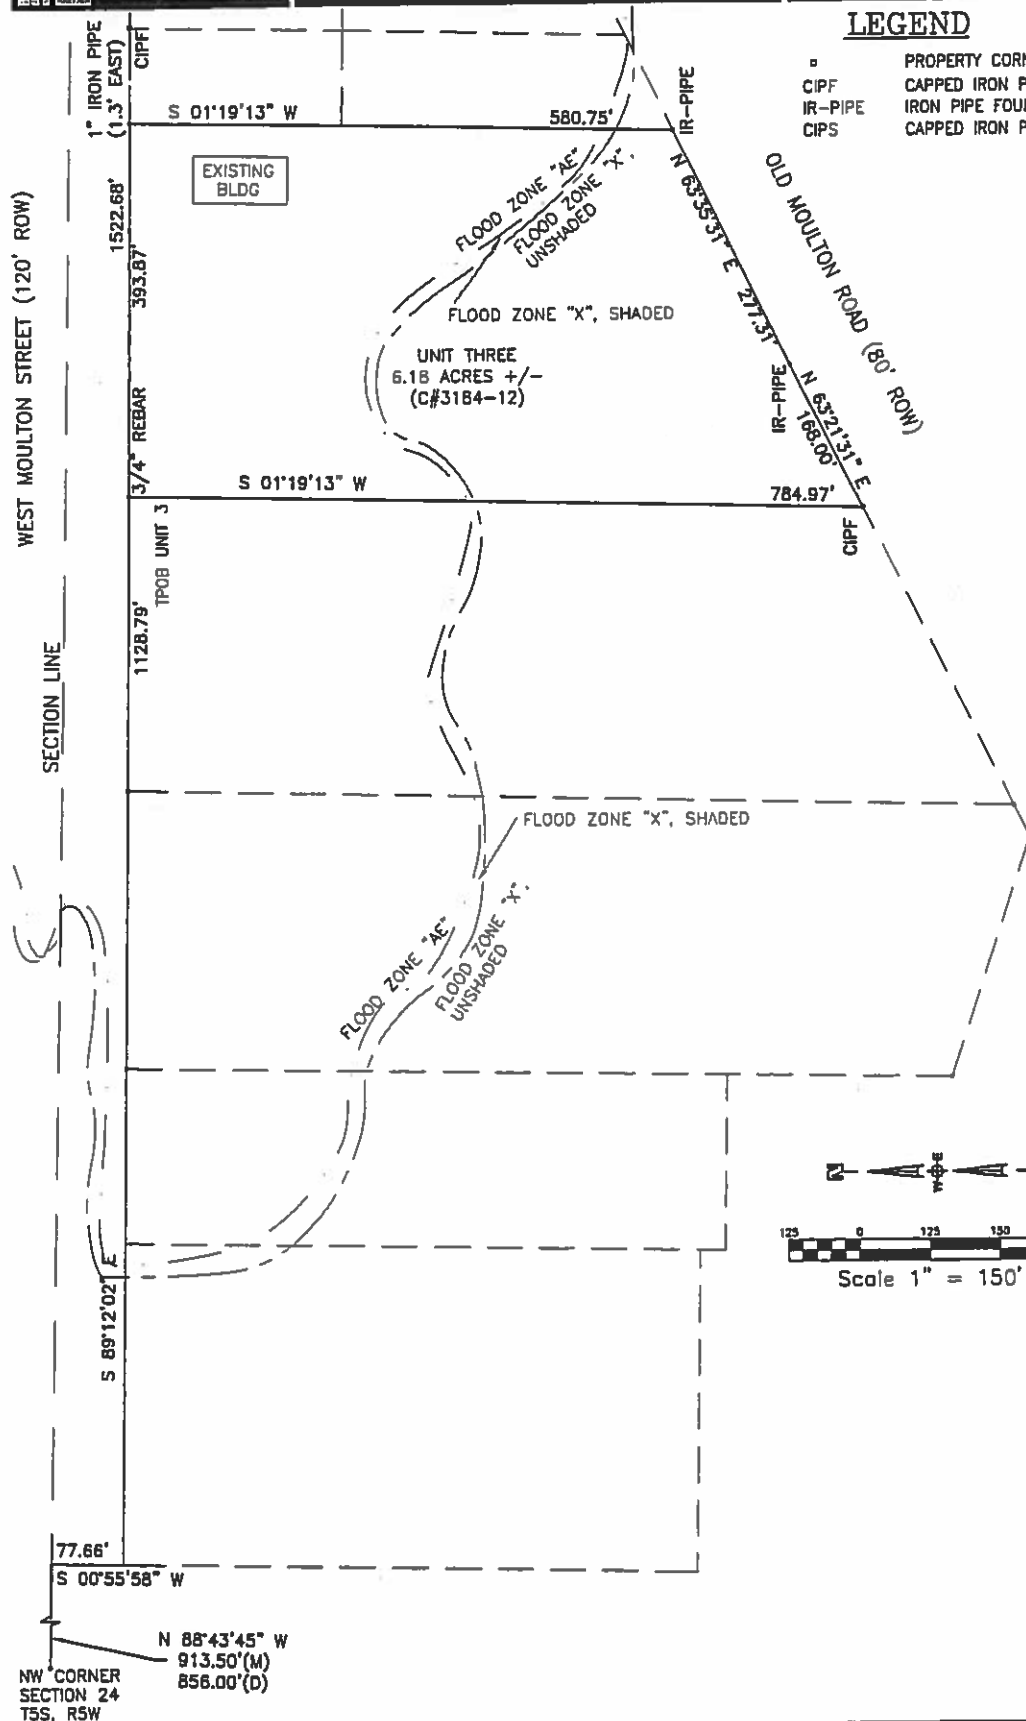 LEGEND
PROPERTY CORN
CIPF CAPPED IRON P
IR-PIPE IRON PIPE FOU
CIPS CAPPED IRON P
1" IRON PIPE
(1.3' EAST)
CIPF
S 01°19'13" W
580.75'
IR-PIPE
EXISTING
BLDG
WEST MOULTON STREET (120' ROW)
1522.68'
393.87'
FLOOD ZONE "AE"
FLOOD ZONE "X",
UNSHADED
N 63°35'31" E 277.31'
OLD MOULTON ROAD (80' ROW)
FLOOD ZONE "X", SHADED
UNIT THREE
6.18 ACRES +/-
(C#3184-12)
IR-PIPE
N 63°21'31" E
168.00'
3/4" REBAR
S 01°19'13" W
784.97'
CIPF
TPOB UNIT 3
1128.79'
SECTION LINE
FLOOD ZONE "X", SHADED
FLOOD ZONE "AE"
FLOOD ZONE "X",
UNSHADED
N
W
E
125 0 125 150
Scale 1" = 150'
S 89°12'02" E
77.66'
S 00°55'58" W
N 88°43'45" W
913.50'(M)
856.00'(D)
NW CORNER
SECTION 24
T5S, R5W